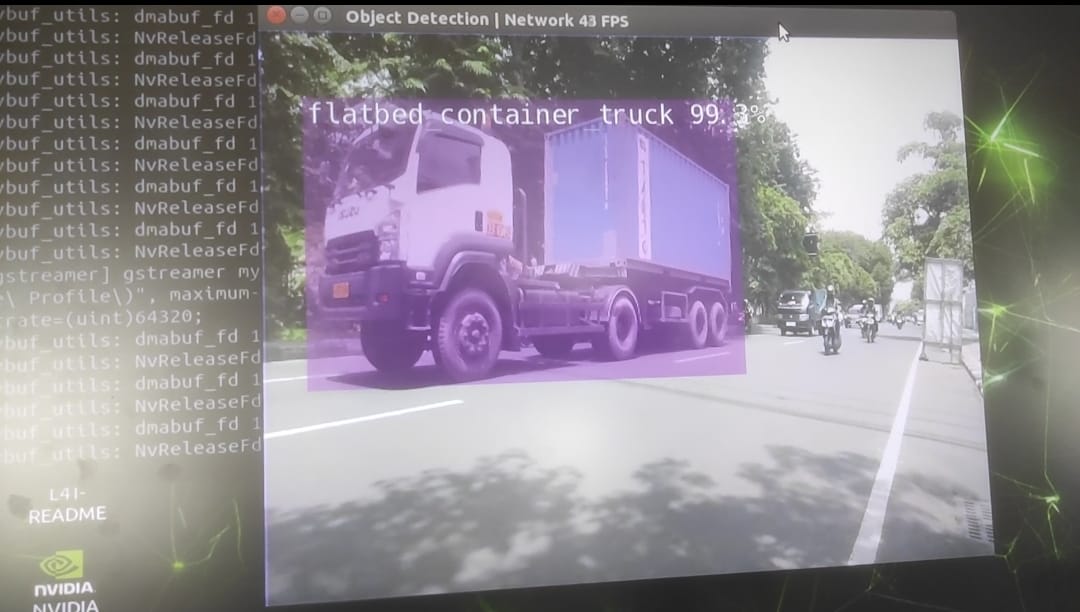 Object Detection | Network 43 FPS
flatbed container truck 99.3%
ISUZU
vbuf_utils: dmabuf_fd 1
vbuf_utils: NvReleaseFd
vbuf_utils: dmabuf_fd 1
vbuf_utils: NvReleaseFd
vbuf_utils: dmabuf_fd 1
vbuf_utils: NvReleaseFd
vbuf_utils: dmabuf_fd 1
vbuf_utils: NvReleaseFd
vbuf_utils: dmabuf_fd 1
vbuf_utils: NvReleaseFd
vbuf_utils: dmabuf_fd 1
vbuf_utils: NvReleaseFd
gstreamer] gstreamer my
\ Profile\)", maximum-
trate=(uint)64320;
vbuf_utils: dmabuf_fd 1
vbuf_utils: NvReleaseFd
vbuf_utils: dmabuf_fd 1
vbuf_utils: NvReleaseFd
vbuf_utils: dmabuf_fd 1
vbuf_utils: NvReleaseFd
L4T-
README
NVIDIA
NVIDIA